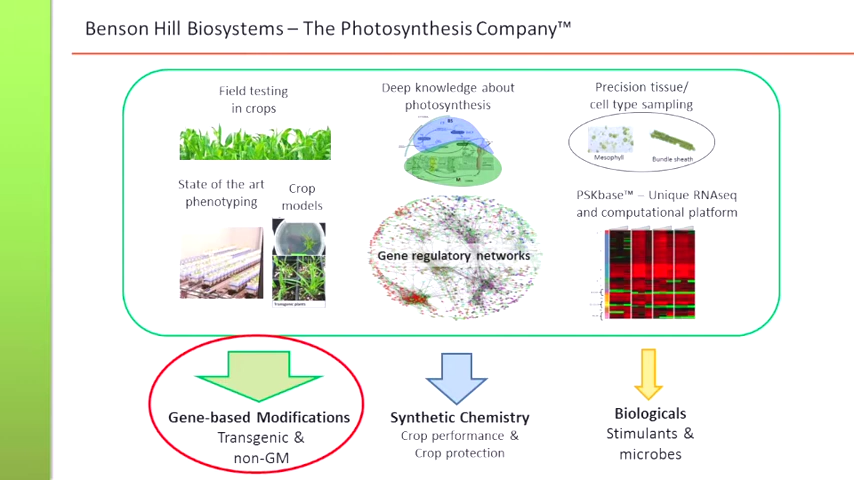 Benson Hill Biosystems – The Photosynthesis Company™
Field testing
in crops
Deep knowledge about
photosynthesis
Precision tissue/
cell type sampling
Mesophyll
Bundle sheath
State of the art
phenotyping
Crop
models
Transgenic plants
Gene regulatory networks
PSKbase™ – Unique RNAseq
and computational platform
Gene-based Modifications
Transgenic &
non-GM
Synthetic Chemistry
Crop performance &
Crop protection
Biologicals
Stimulants &
microbes